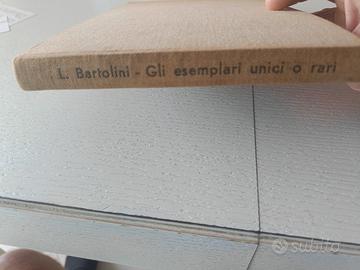 L. Bartolini - Gli esemplari unici o rari
subito